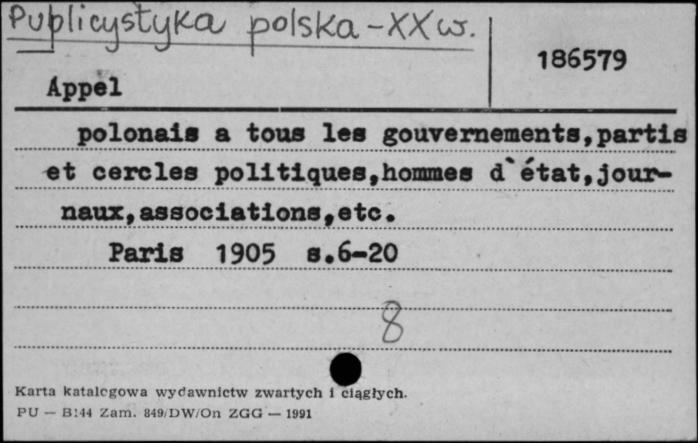 Publicystyka polska - XX w.
186579
Appel
polonais a tous les gouvernements,partis
et cercles politiques,hommes d`état,jour-
naux,associations,etc.
Paris 1905 s.6-20
8
Karta katalogowa wydawnictw zwartych i ciągłych.
PU — B:44 Zam. 849/DW/On ZGG — 1991